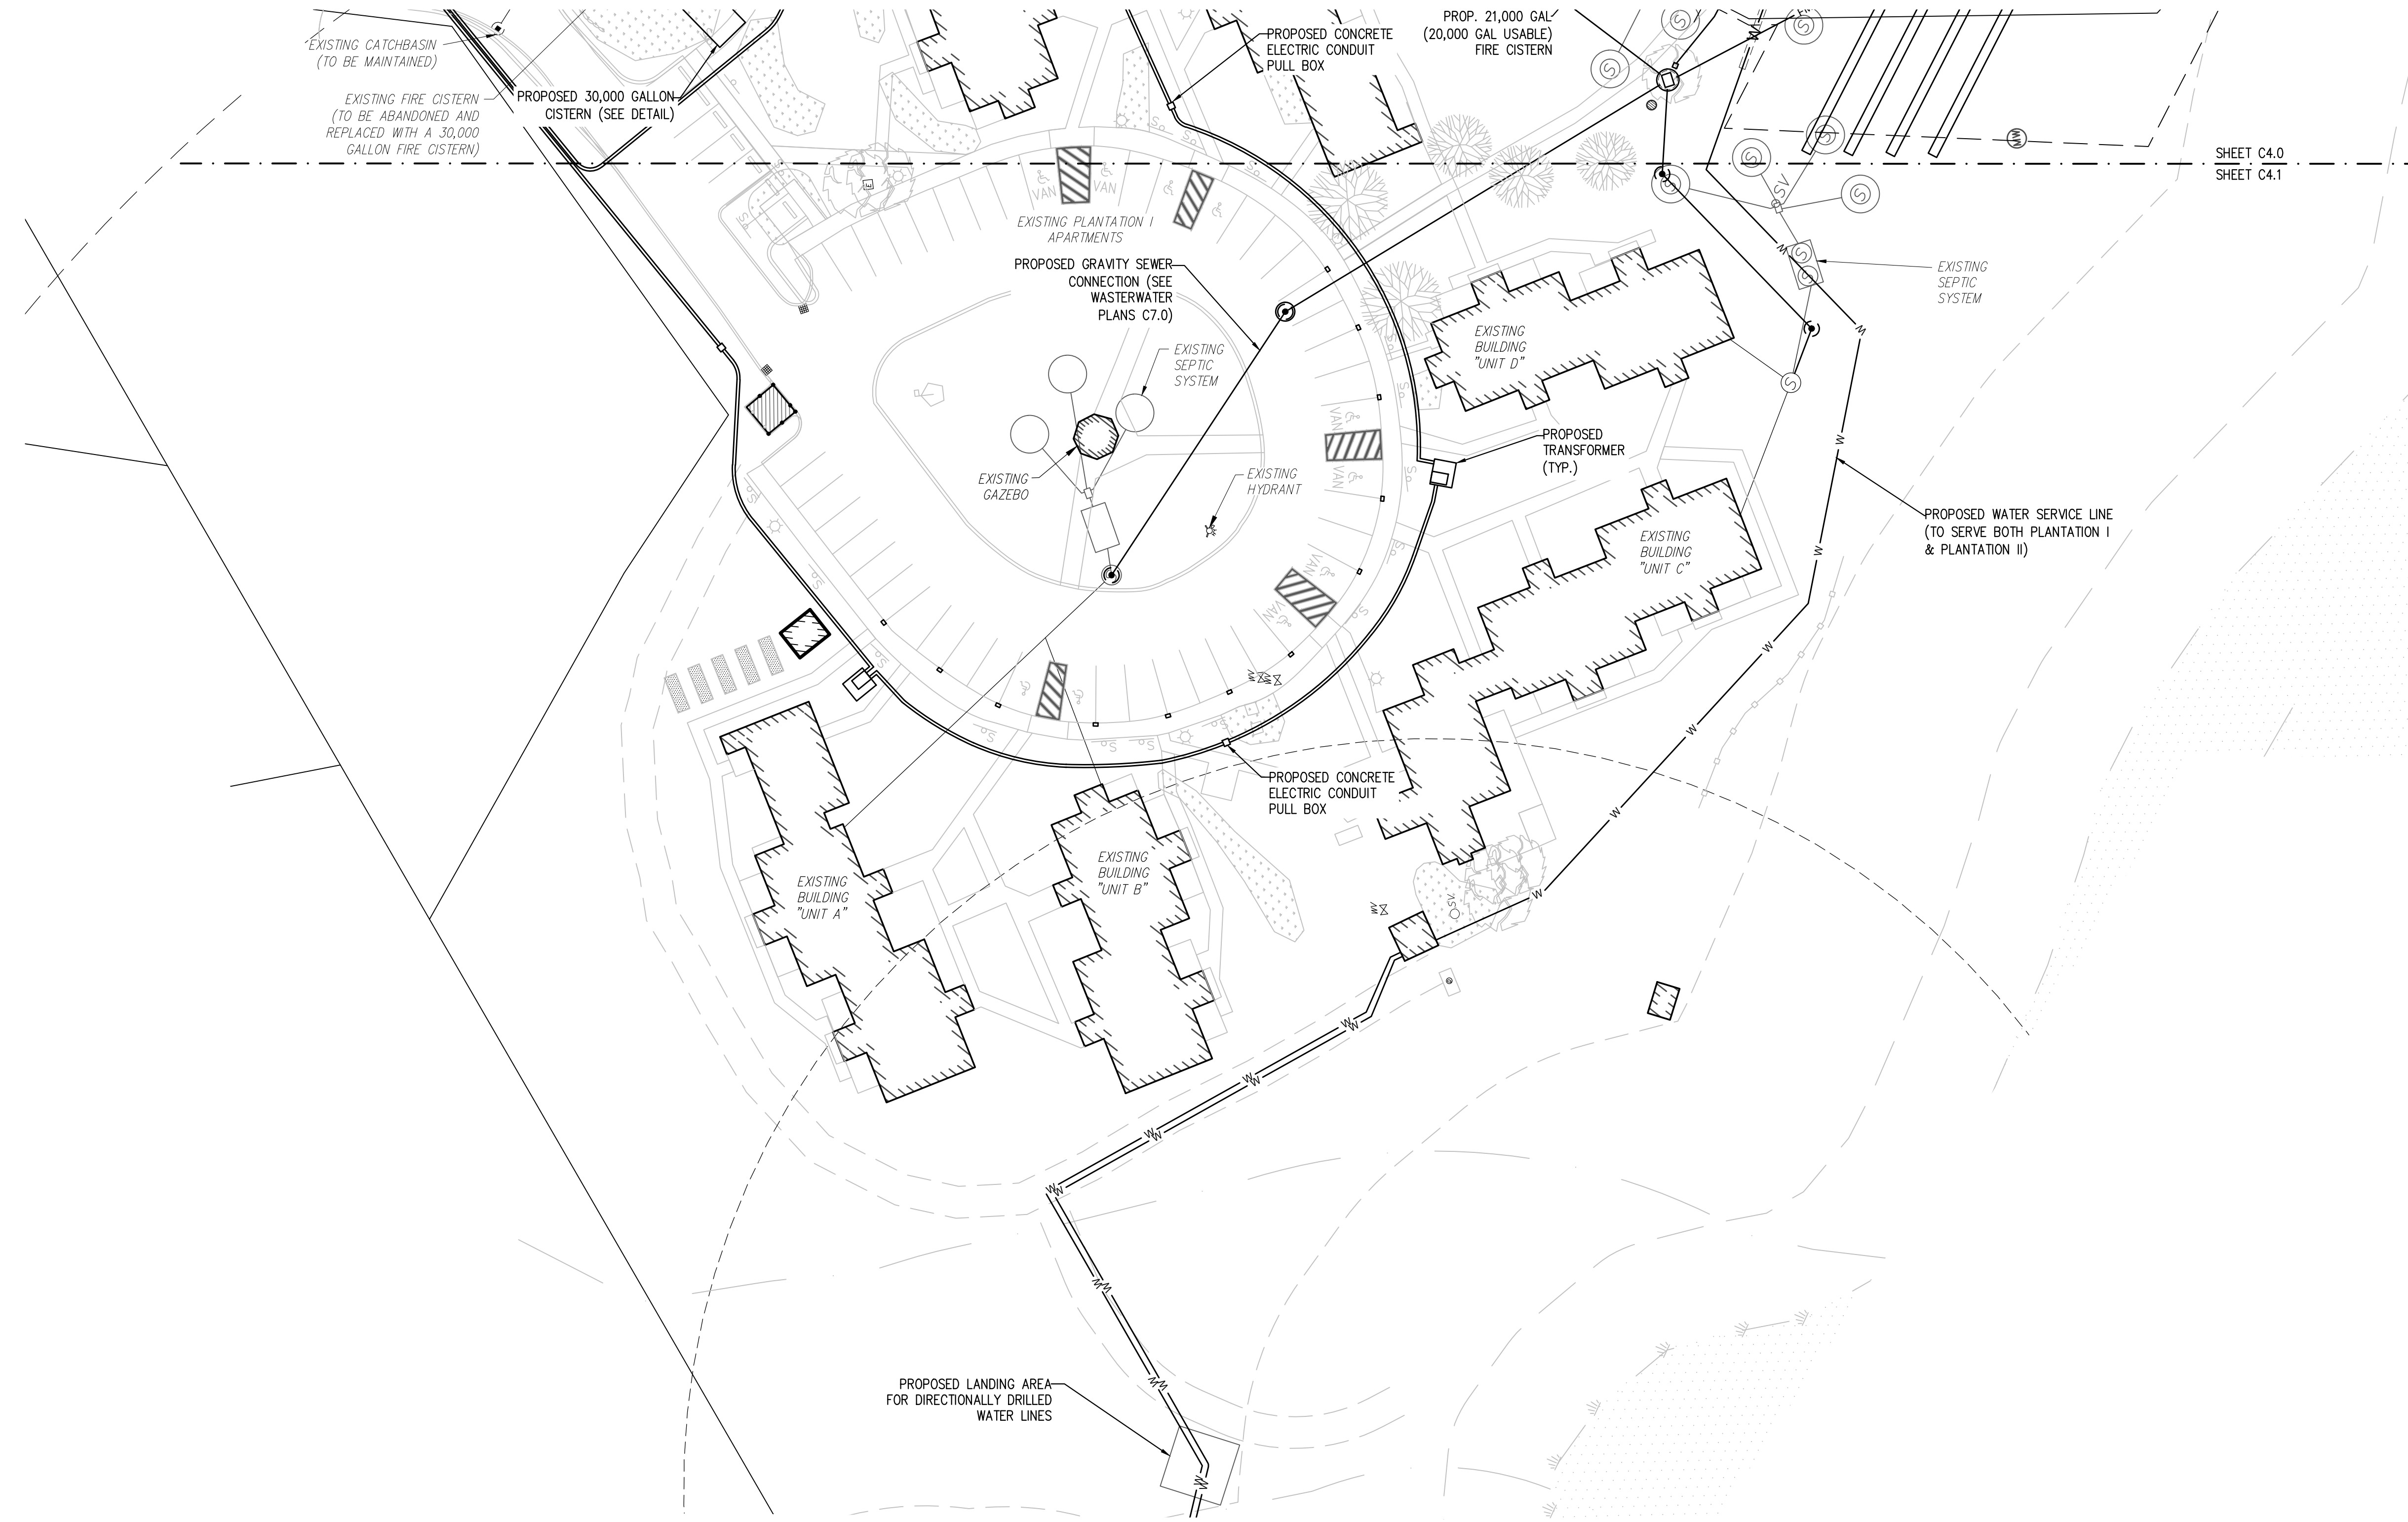 EXISTING CATCHBASIN
(TO BE MAINTAINED)
EXISTING FIRE CISTERN
(TO BE ABANDONED AND
REPLACED WITH A 30,000
GALLON FIRE CISTERN)
PROPOSED 30,000 GALLON
CISTERN (SEE DETAIL)
PROPOSED CONCRETE
ELECTRIC CONDUIT
PULL BOX
PROP. 21,000 GAL
(20,000 GAL USABLE)
FIRE CISTERN
SHEET C4.0
SHEET C4.1
VAN
VAN
EXISTING PLANTATION I
APARTMENTS
PROPOSED GRAVITY SEWER
CONNECTION (SEE
WASTERWATER
PLANS C7.0)
EXISTING
SEPTIC
SYSTEM
EXISTING
SEPTIC
SYSTEM
EXISTING
BUILDING
"UNIT D"
EXISTING
GAZEBO
EXISTING
HYDRANT
VAN
VAN
PROPOSED
TRANSFORMER
(TYP.)
EXISTING
BUILDING
"UNIT C"
PROPOSED WATER SERVICE LINE
(TO SERVE BOTH PLANTATION I
& PLANTATION II)
VAN
VAN
PROPOSED CONCRETE
ELECTRIC CONDUIT
PULL BOX
EXISTING
BUILDING
"UNIT A"
EXISTING
BUILDING
"UNIT B"
SV
SV
PROPOSED LANDING AREA
FOR DIRECTIONALLY DRILLED
WATER LINES